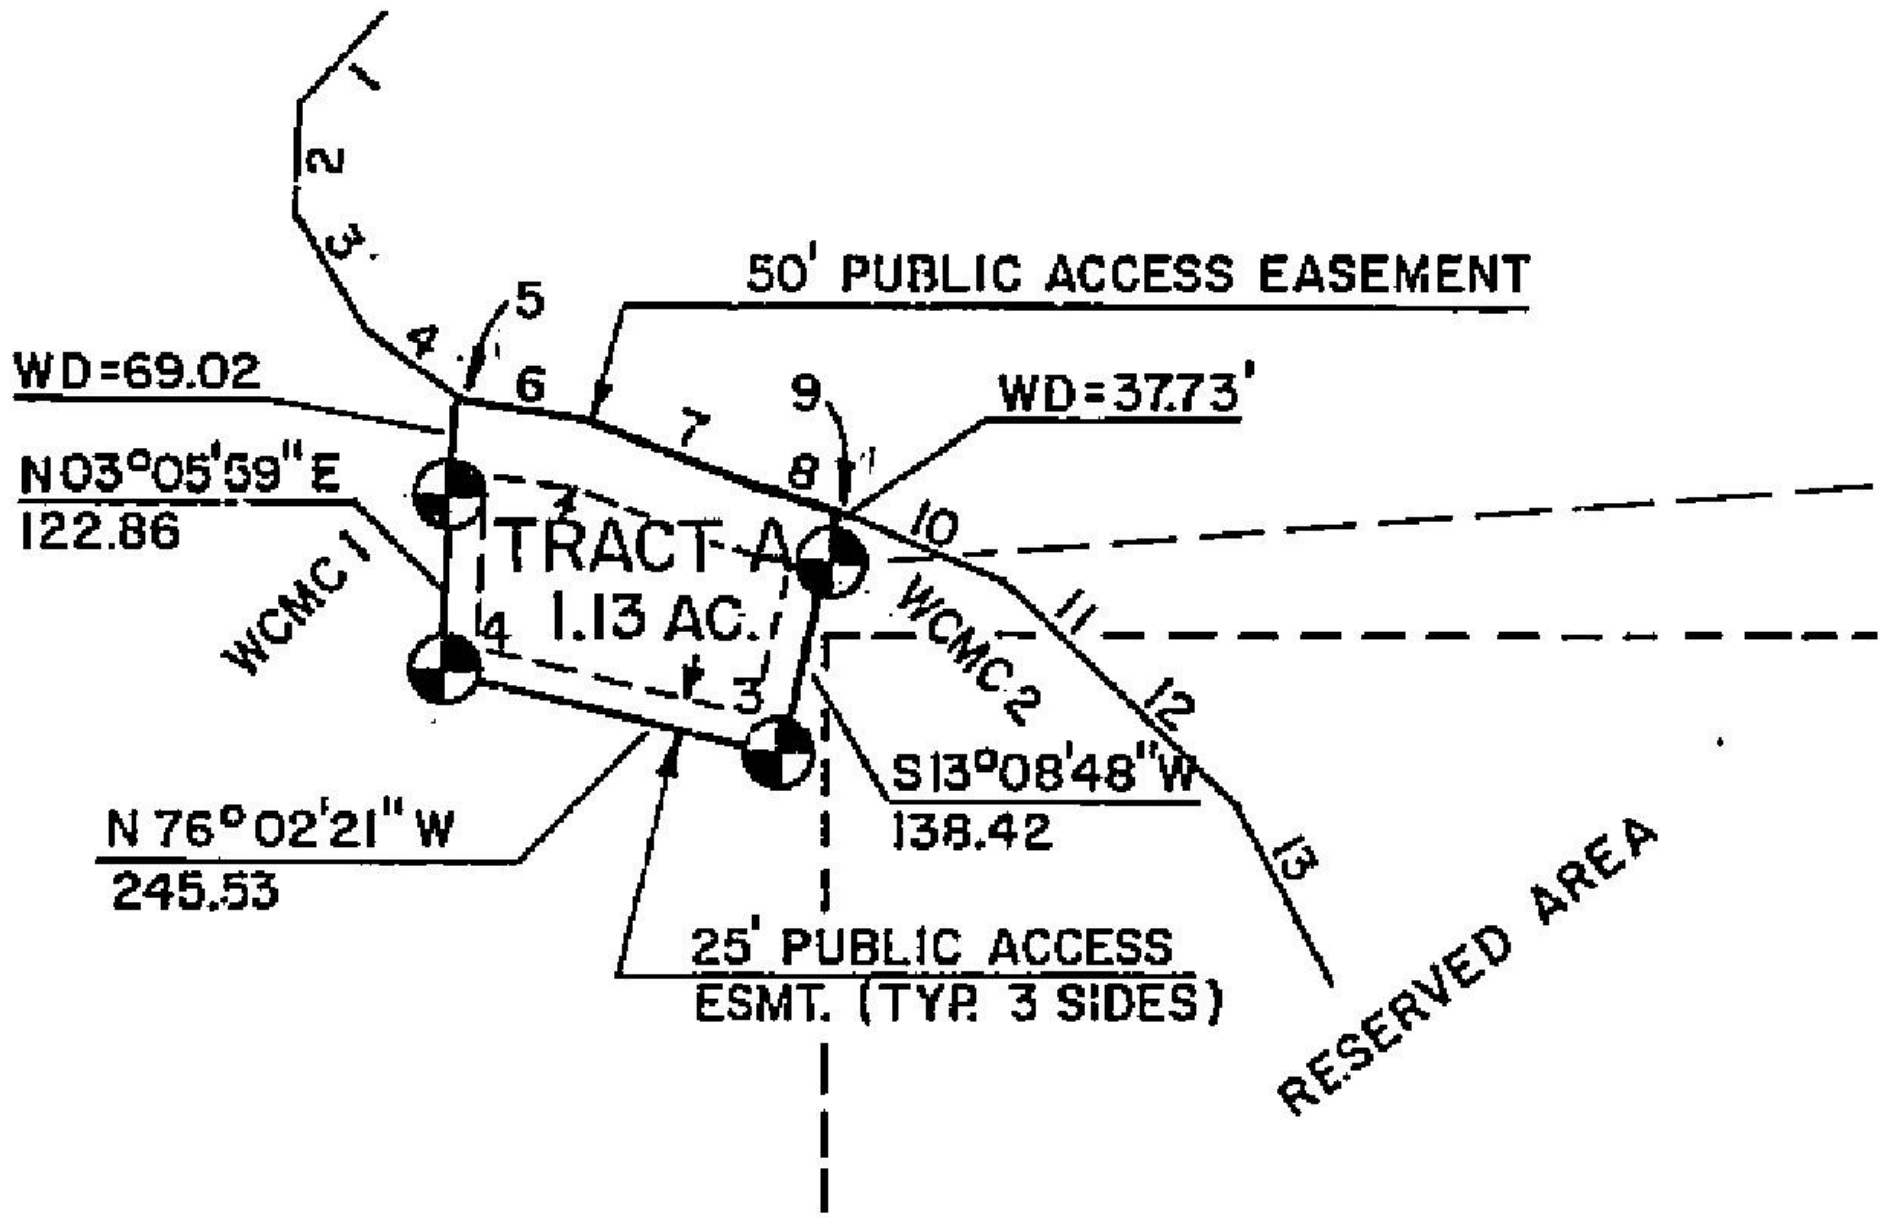 1
2
3
4
5
50' PUBLIC ACCESS EASEMENT
WD=69.02
6
9
WD=37.73'
7
N 03°05'59" E
122.86
8
10
TRACT A
1.13 AC.
WCMC 1
WCMC 2
11
4
3
12
S 13°08'48" W
138.42
N 76°02'21" W
245.53
13
25' PUBLIC ACCESS
ESMT. (TYP. 3 SIDES)
RESERVED AREA